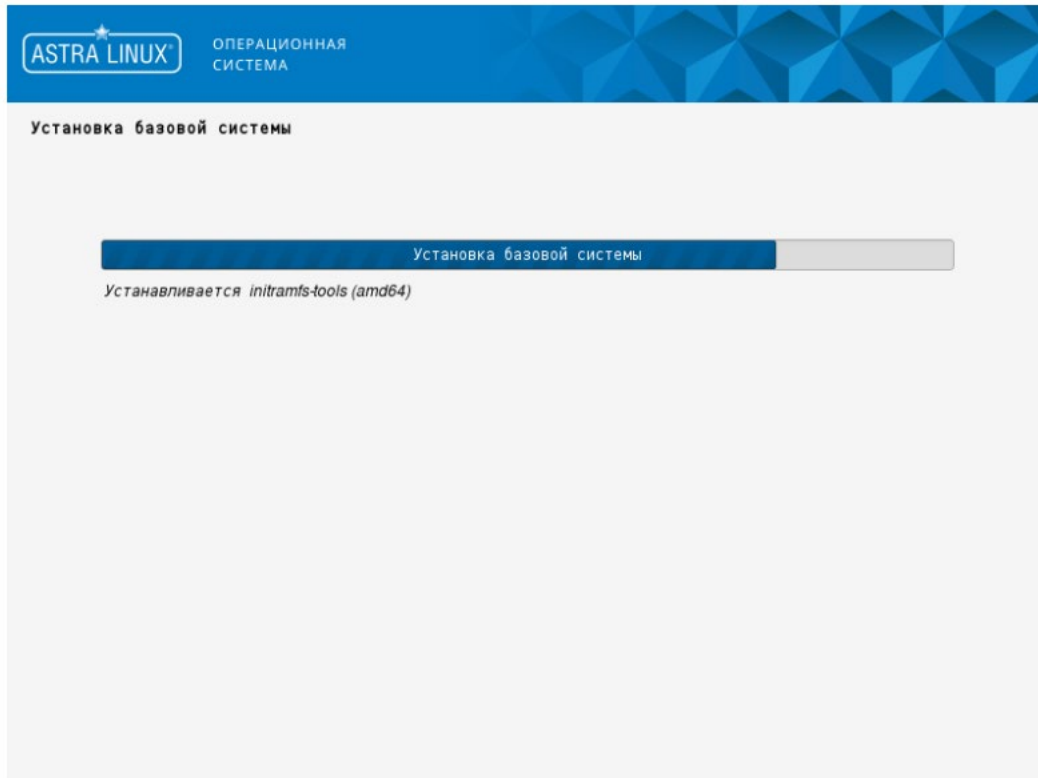 ASTRA LINUX®
ОПЕРАЦИОННАЯ
СИСТЕМА
Установка базовой системы
Установка базовой системы
Устанавливается initramfs-tools (amd64)